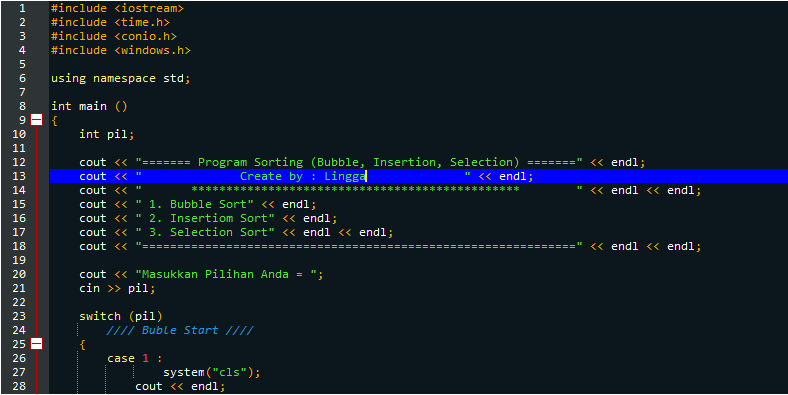 1 #include <iostream>
2 #include <time.h>
3 #include <conio.h>
4 #include <windows.h>
5
6 using namespace std;
7
8 int main ()
9 {
10     int pil;
11
12     cout << "======= Program Sorting (Bubble, Insertion, Selection) =======" << endl;
13     cout << "              Create by : Lingga              " << endl;
14     cout << "       ***********************************************        " << endl << endl;
15     cout << " 1. Bubble Sort" << endl;
16     cout << " 2. Insertiom Sort" << endl;
17     cout << " 3. Selection Sort" << endl << endl;
18     cout << "==============================================================" << endl << endl;
19
20     cout << "Masukkan Pilihan Anda = ";
21     cin >> pil;
22
23     switch (pil)
24         //// Buble Start ////
25     {
26         case 1 :
27                 system("cls");
28             cout << endl;